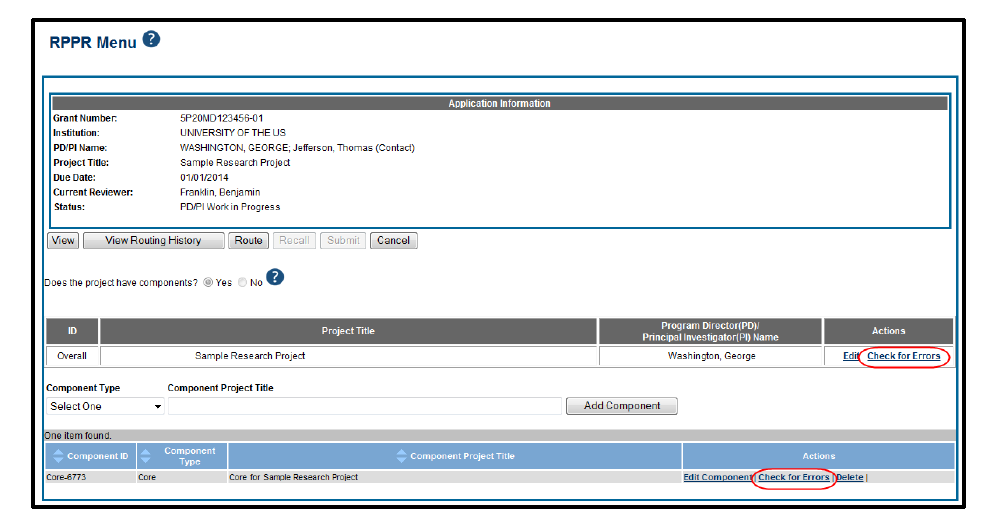 RPPR Menu ?
Application Information
Grant Number: 5P20MD123456-01
Institution: UNIVERSITY OF THE US
PD/PI Name: WASHINGTON, GEORGE; Jefferson, Thomas (Contact)
Project Title: Sample Research Project
Due Date: 01/01/2014
Current Reviewer: Franklin, Benjamin
Status: PD/PI Work in Progress
View View Routing History Route Recall Submit Cancel
Does the project have components? Yes No ?
ID Project Title Program Director(PD)/ Principal Investigator(PI) Name Actions
Overall Sample Research Project Washington, George Edit Check for Errors
Component Type Component Project Title
Select One Add Component
One item found.
Component ID Component Type Component Project Title Actions
Core-6773 Core Core for Sample Research Project Edit Component | Check for Errors | Delete |